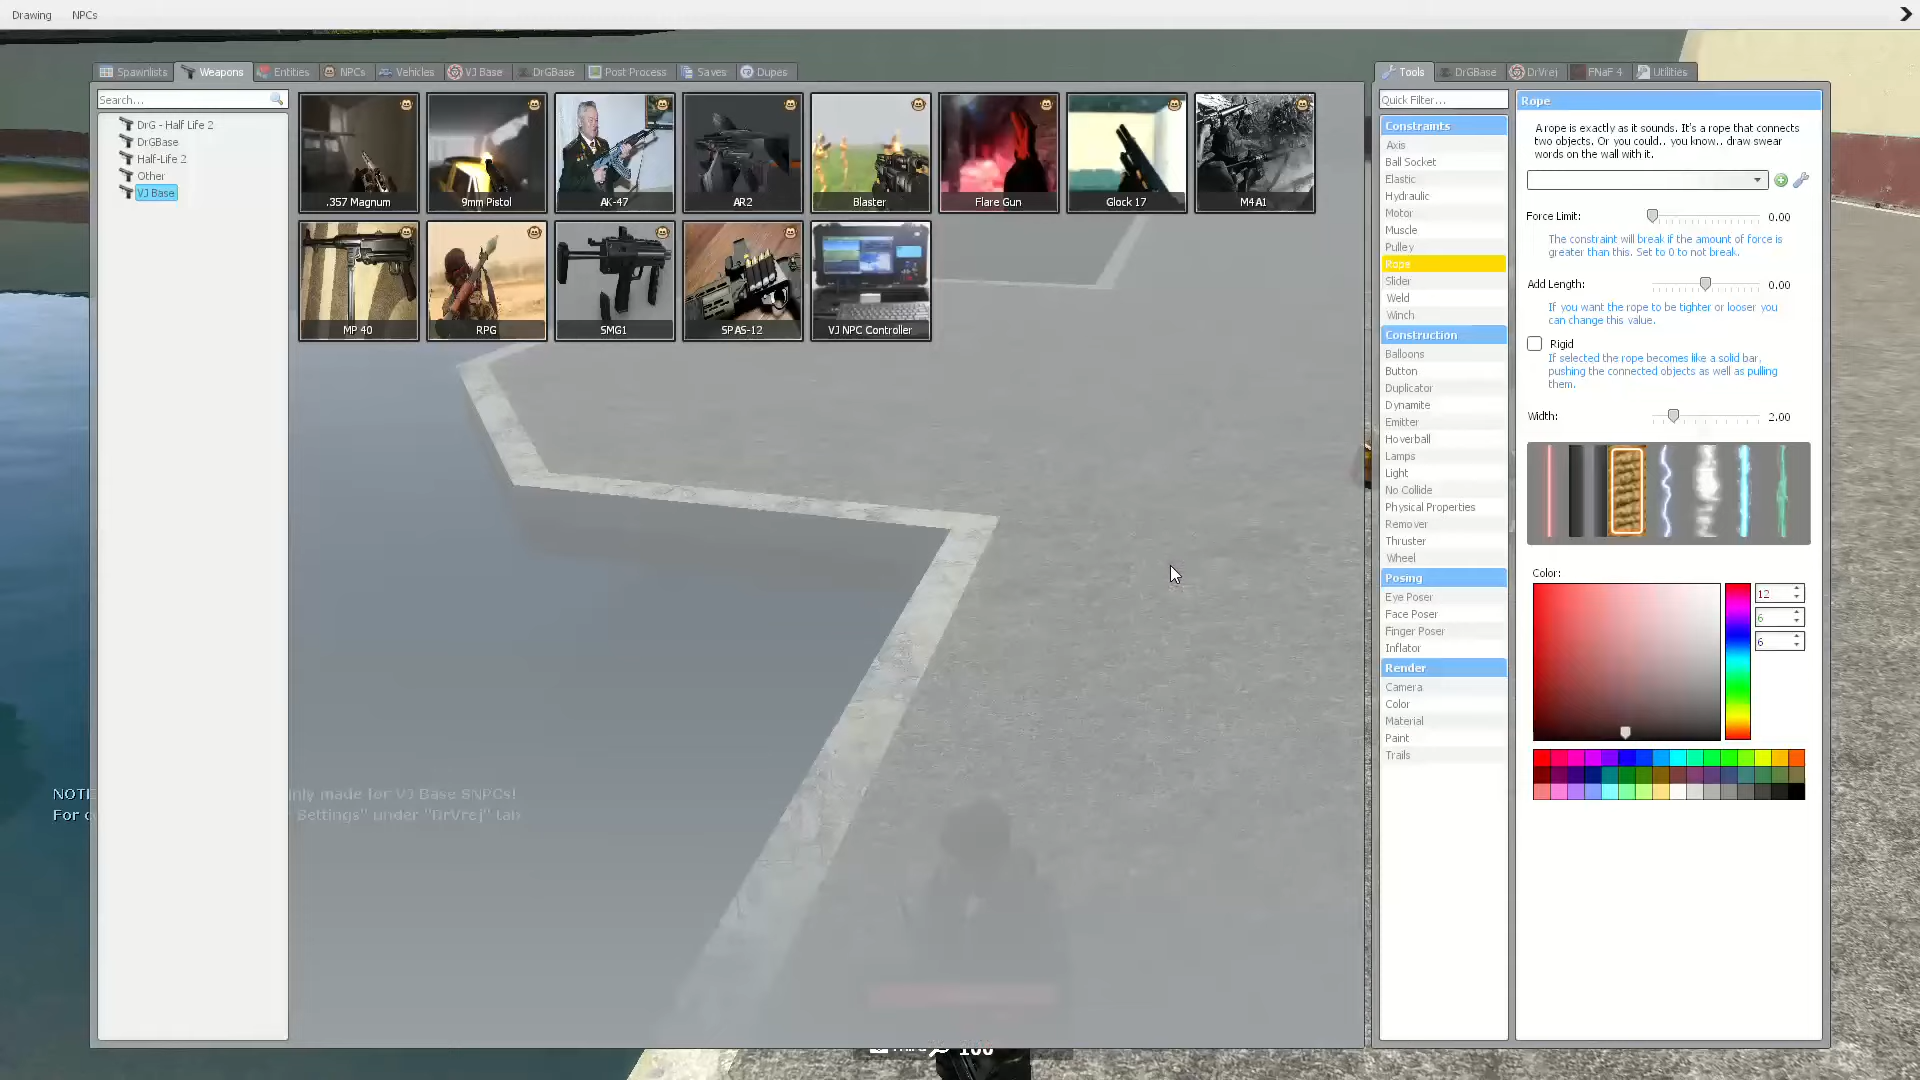 Drawing NPCs
Spawnlists Weapons Entities NPCs Vehicles VJ Base DrGBase Post Process Saves Dupes
Search...
DrG - Half Life 2
DrGBase
Half-Life 2
Other
VJ Base
.357 Magnum 9mm Pistol AK-47 AR2 Blaster Flare Gun Glock 17 M4A1
MP 40 RPG SMG1 SPAS-12 VJ NPC Controller
NOTE
nly made for VJ Base SNPCs!
For
Settings" under "DrVrej" tab
100
Tools DrGBase DrVrej FNaF 4 Utilities
Quick Filter...
Constraints
Axis
Ball Socket
Elastic
Hydraulic
Motor
Muscle
Pulley
Rope
Slider
Weld
Winch
Construction
Balloons
Button
Duplicator
Dynamite
Emitter
Hoverball
Lamps
Light
No Collide
Physical Properties
Remover
Thruster
Wheel
Posing
Eye Poser
Face Poser
Finger Poser
Inflator
Render
Camera
Color
Material
Paint
Trails
Rope
A rope is exactly as it sounds. It's a rope that connects
two objects. Or you could.. you know.. draw swear
words on the wall with it.
Force Limit: 0.00
The constraint will break if the amount of force is
greater than this. Set to 0 to not break.
Add Length: 0.00
If you want the rope to be tighter or looser you
can change this value.
Rigid
If selected the rope becomes like a solid bar,
pushing the connected objects as well as pulling
them.
Width: 2.00
Color:
12
6
6